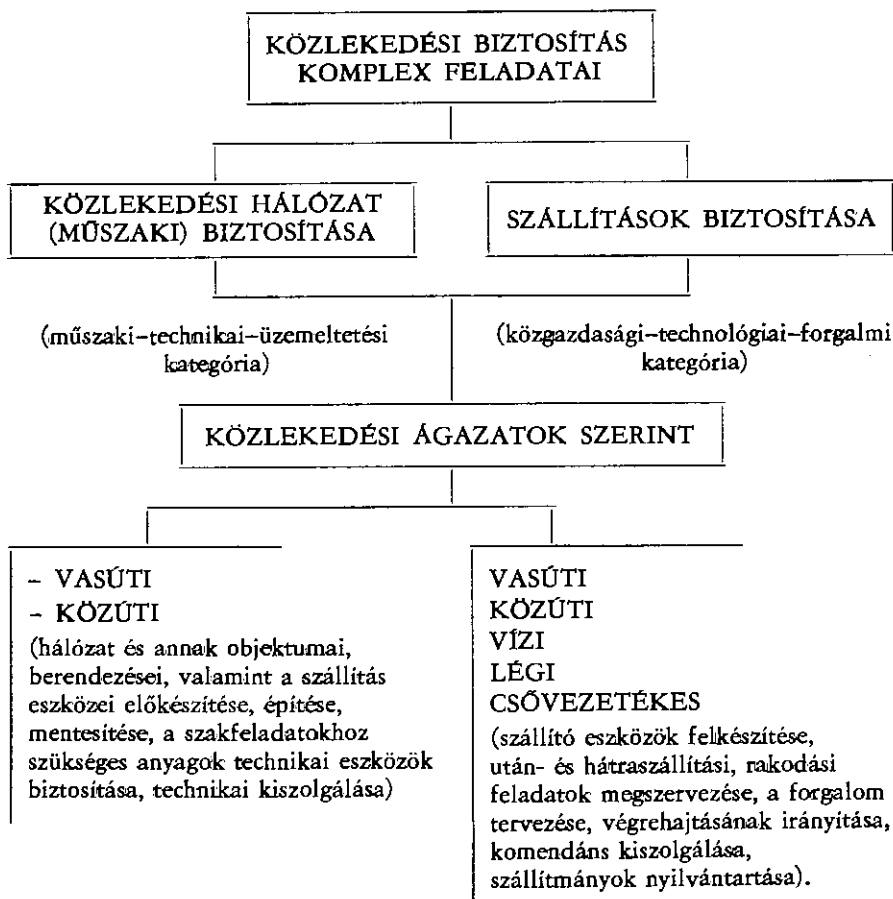 KÖZLEKEDÉSI BIZTOSÍTÁS
KOMPLEX FELADATAI
KÖZLEKEDÉSI HÁLÓZAT
(MŰSZAKI) BIZTOSÍTÁSA
SZÁLLÍTÁSOK BIZTOSÍTÁSA
(műszaki–technikai–üzemeltetési
kategória)
(közgazdasági–technológiai–forgalmi
kategória)
KÖZLEKEDÉSI ÁGAZATOK SZERINT
– VASÚTI
– KÖZÚTI
(hálózat és annak objektumai,
berendezései, valamint a szállítás
eszközei előkészítése, építése,
mentesítése, a szakfeladatokhoz
szükséges anyagok technikai eszközök
biztosítása, technikai kiszolgálása)
VASÚTI
KÖZÚTI
VÍZI
LÉGI
CSŐVEZETÉKES
(szállító eszközök felkészítése,
után- és hátraszállítási, rakodási
feladatok megszervezése, a forgalom
tervezése, végrehajtásának irányítása,
komendáns kiszolgálása,
szállítmányok nyilvántartása).